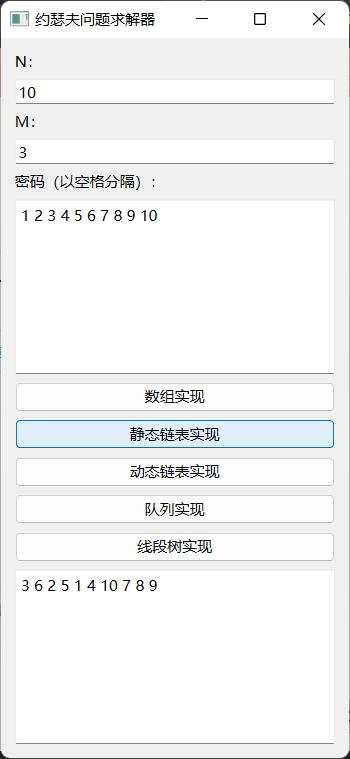 约瑟夫问题求解器
N：
10
M：
3
密码（以空格分隔）：
1 2 3 4 5 6 7 8 9 10
数组实现
静态链表实现
动态链表实现
队列实现
线段树实现
3 6 2 5 1 4 10 7 8 9